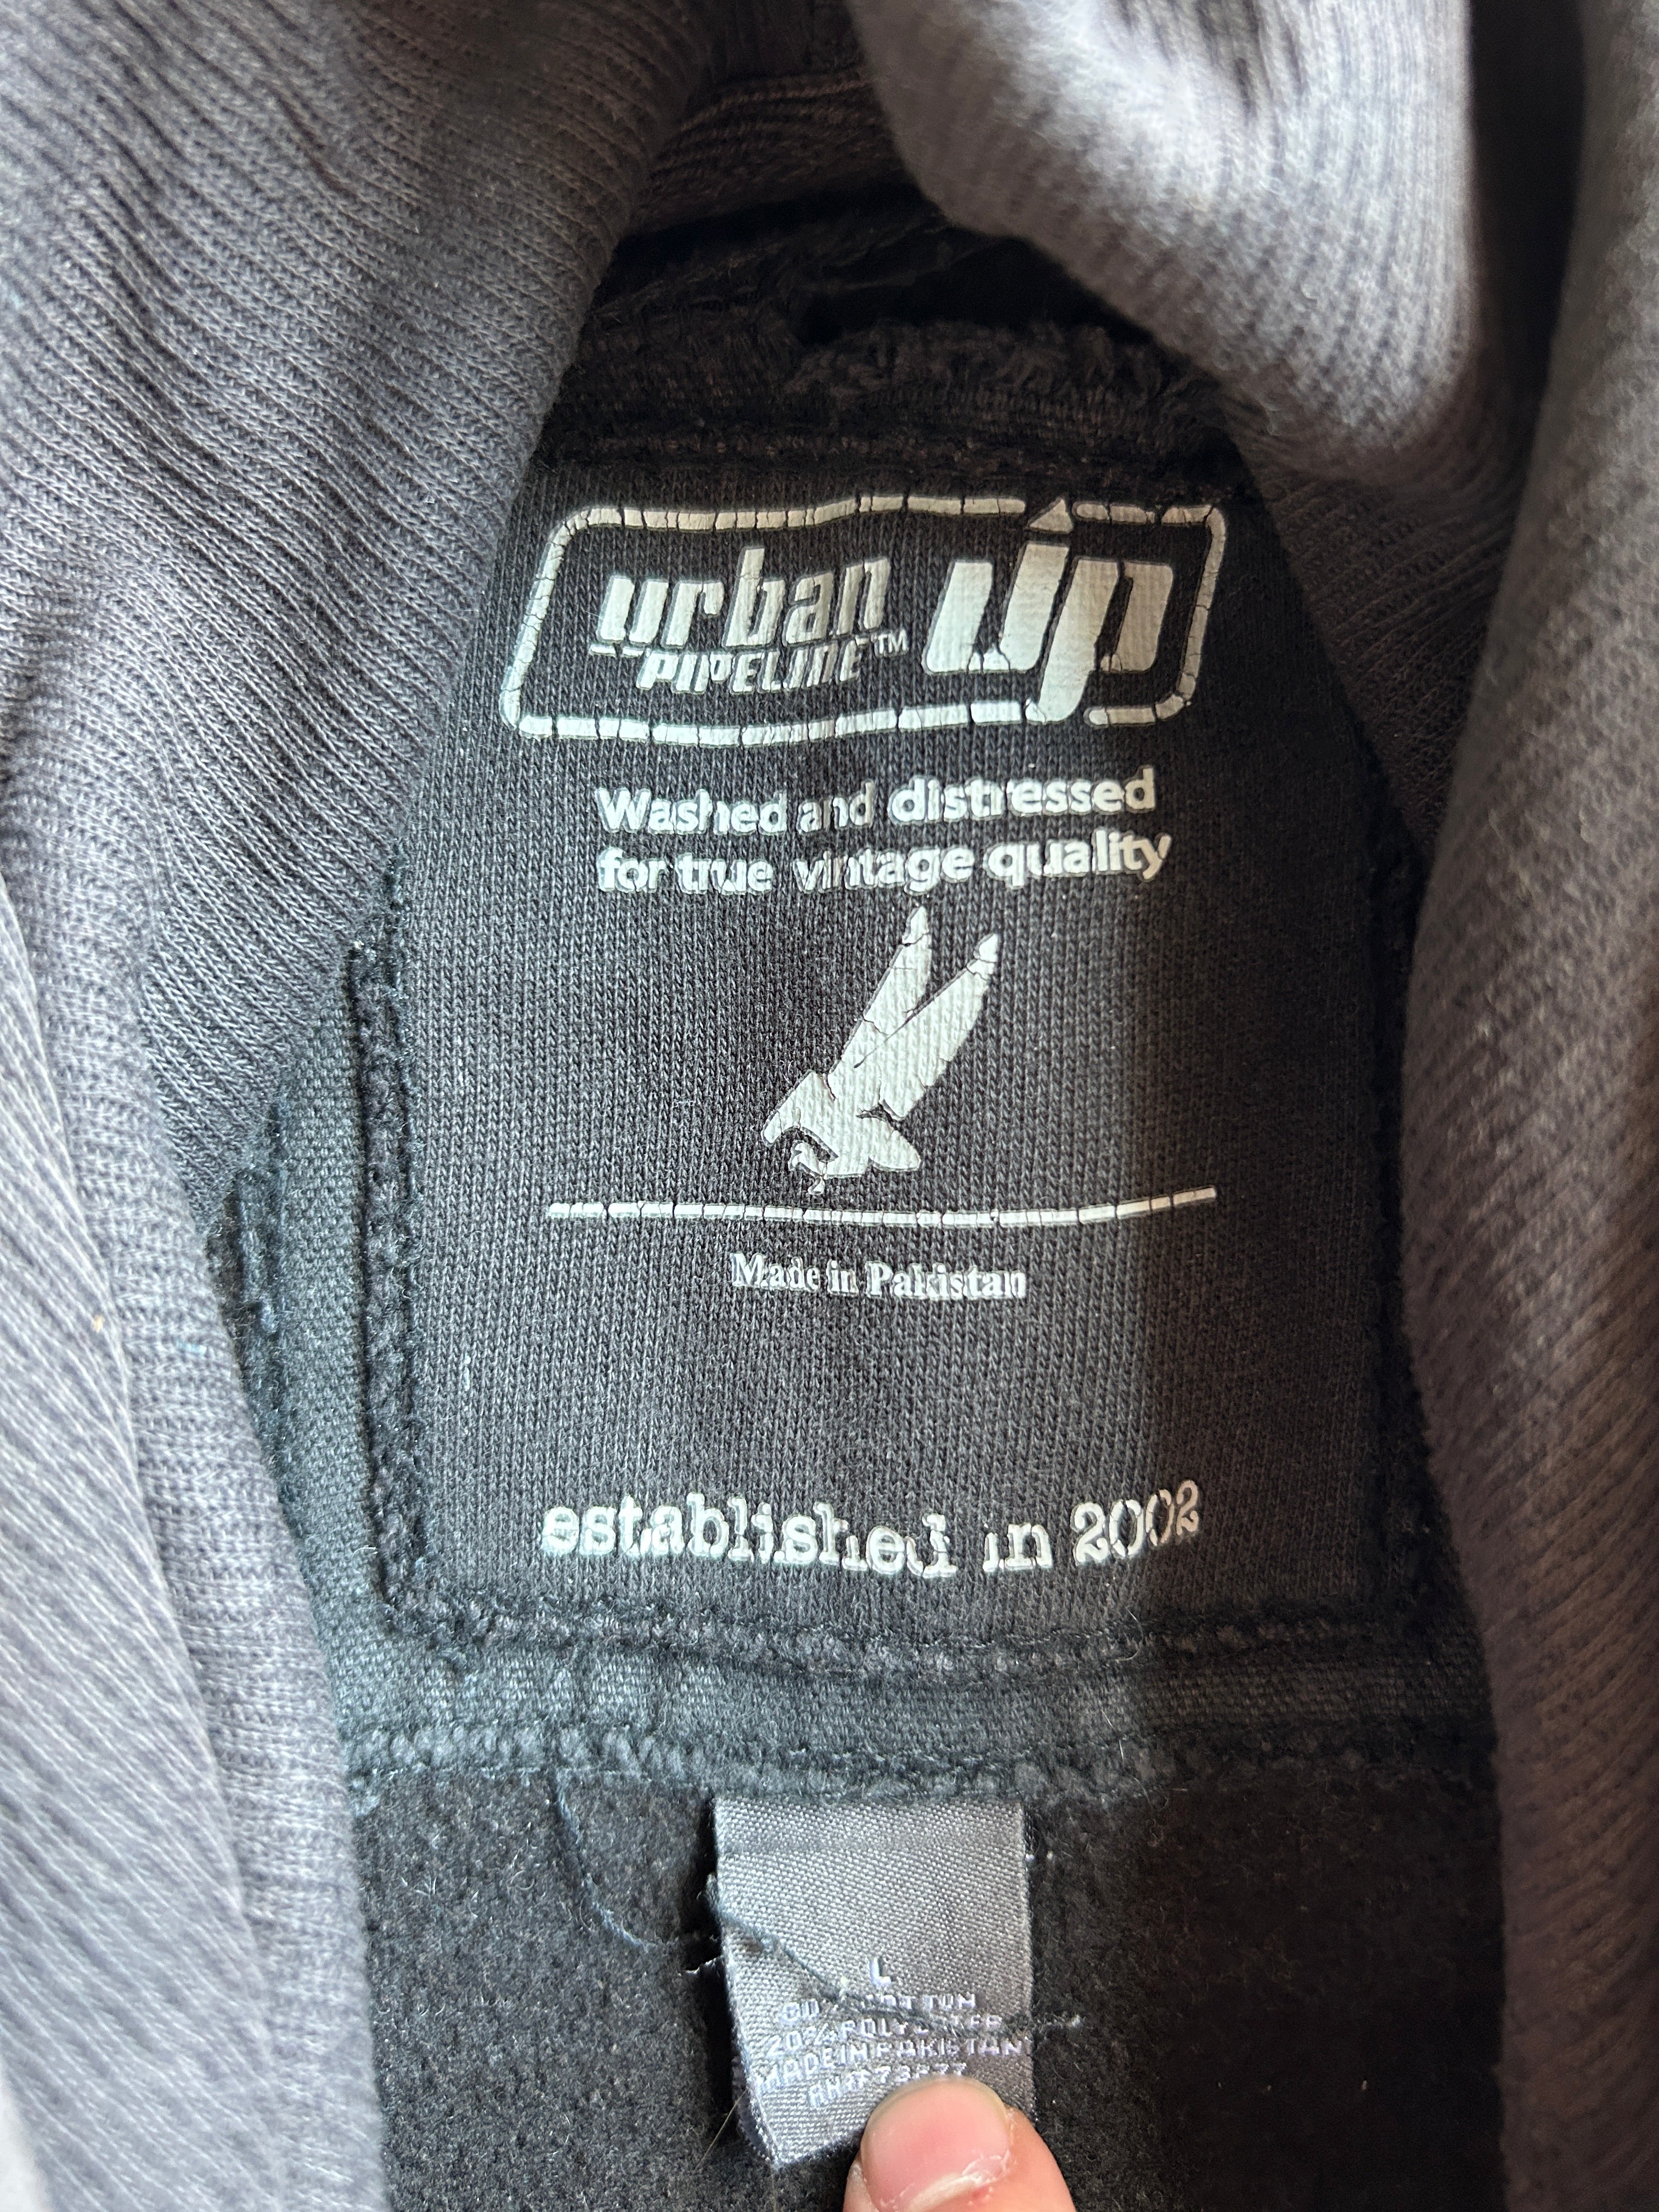 urban
PIPELINE™
up
Washed and distressed
for true vintage quality
Made in Pakistan
established in 2002
L
COTTON
20% POLYESTER
MADE IN PAKISTAN